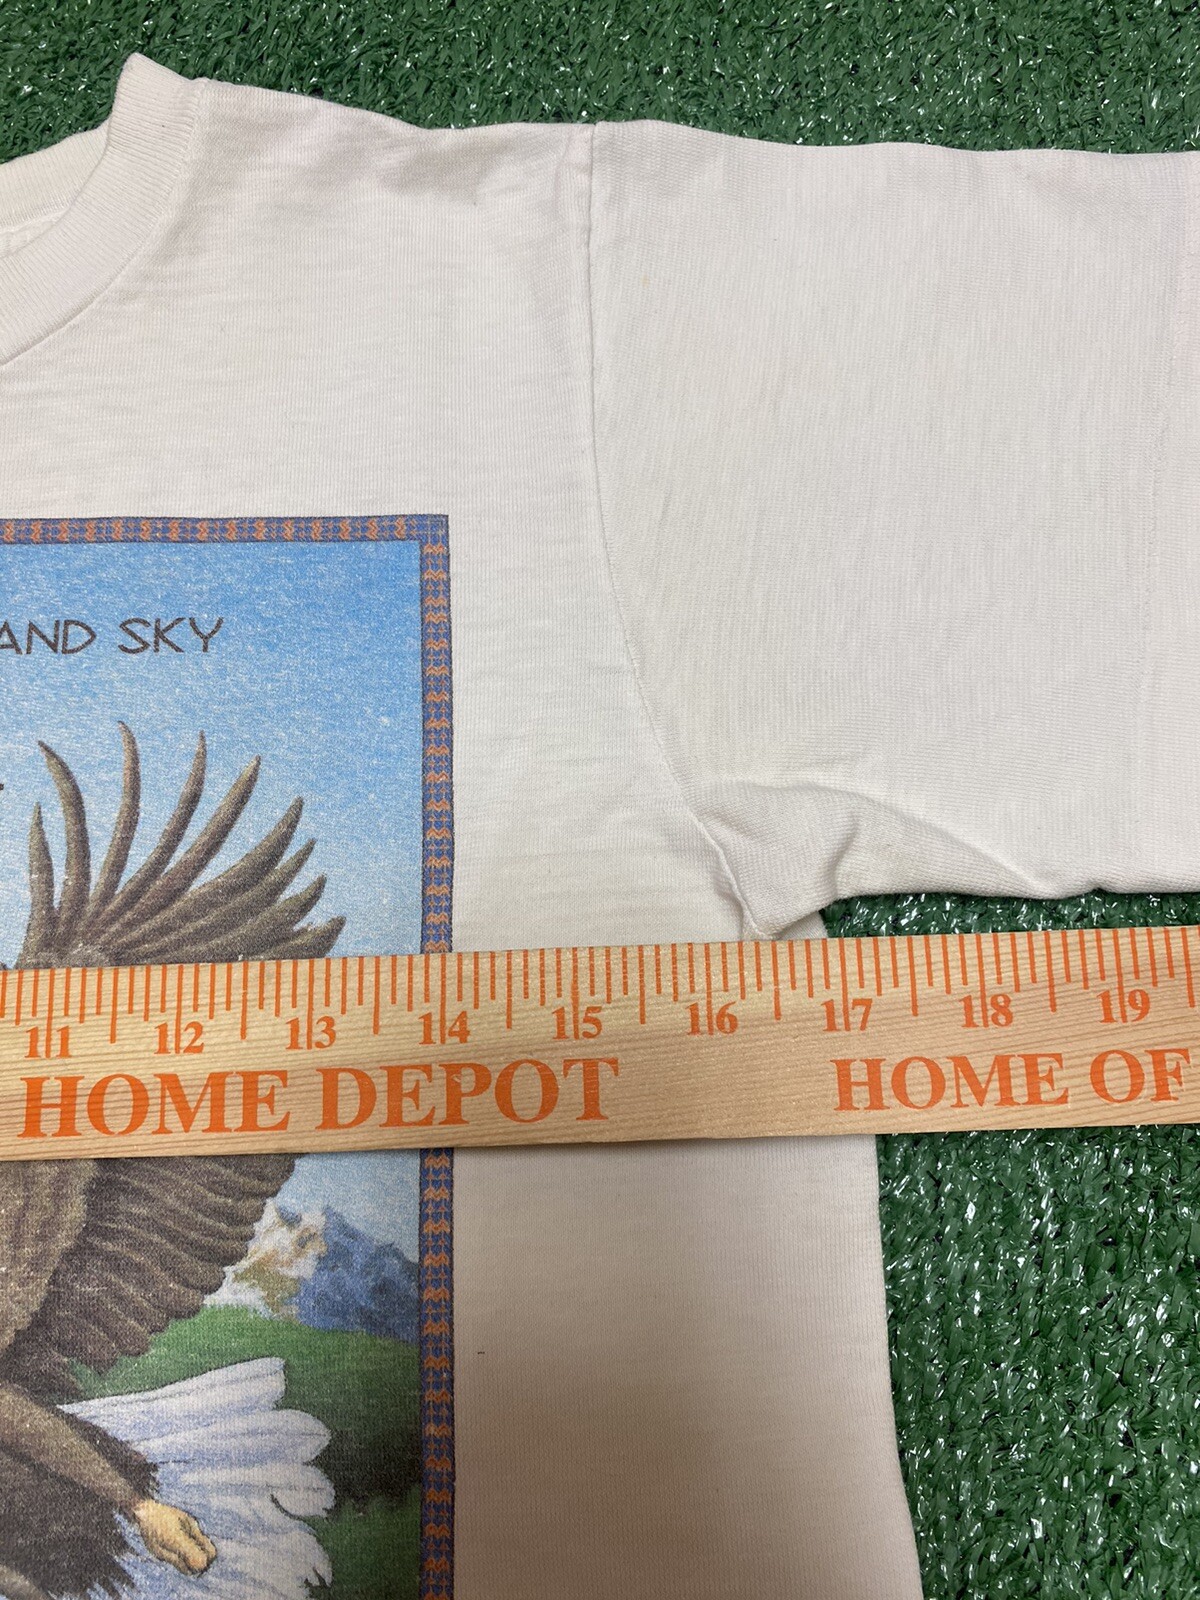 AND SKY
11 12 13 14 15 16 17 18 19
HOME DEPOT HOME OF